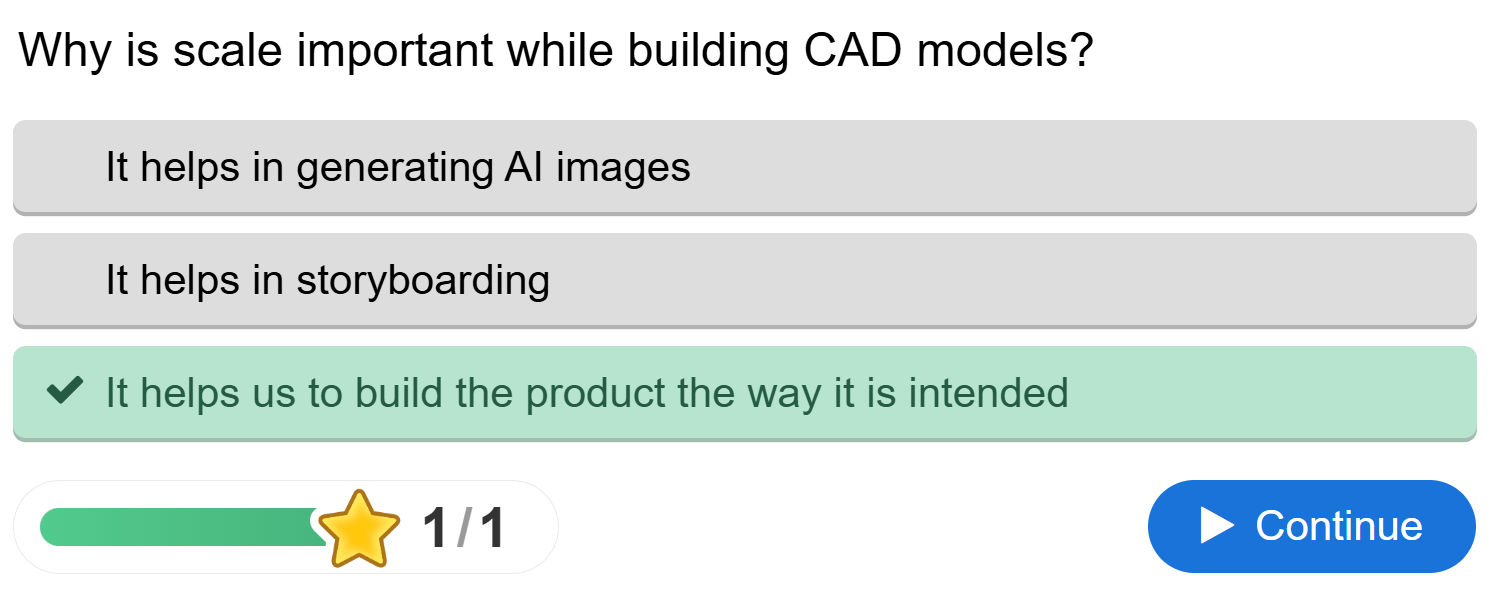 Why is scale important while building CAD models?
It helps in generating AI images
It helps in storyboarding
It helps us to build the product the way it is intended
1/1
Continue